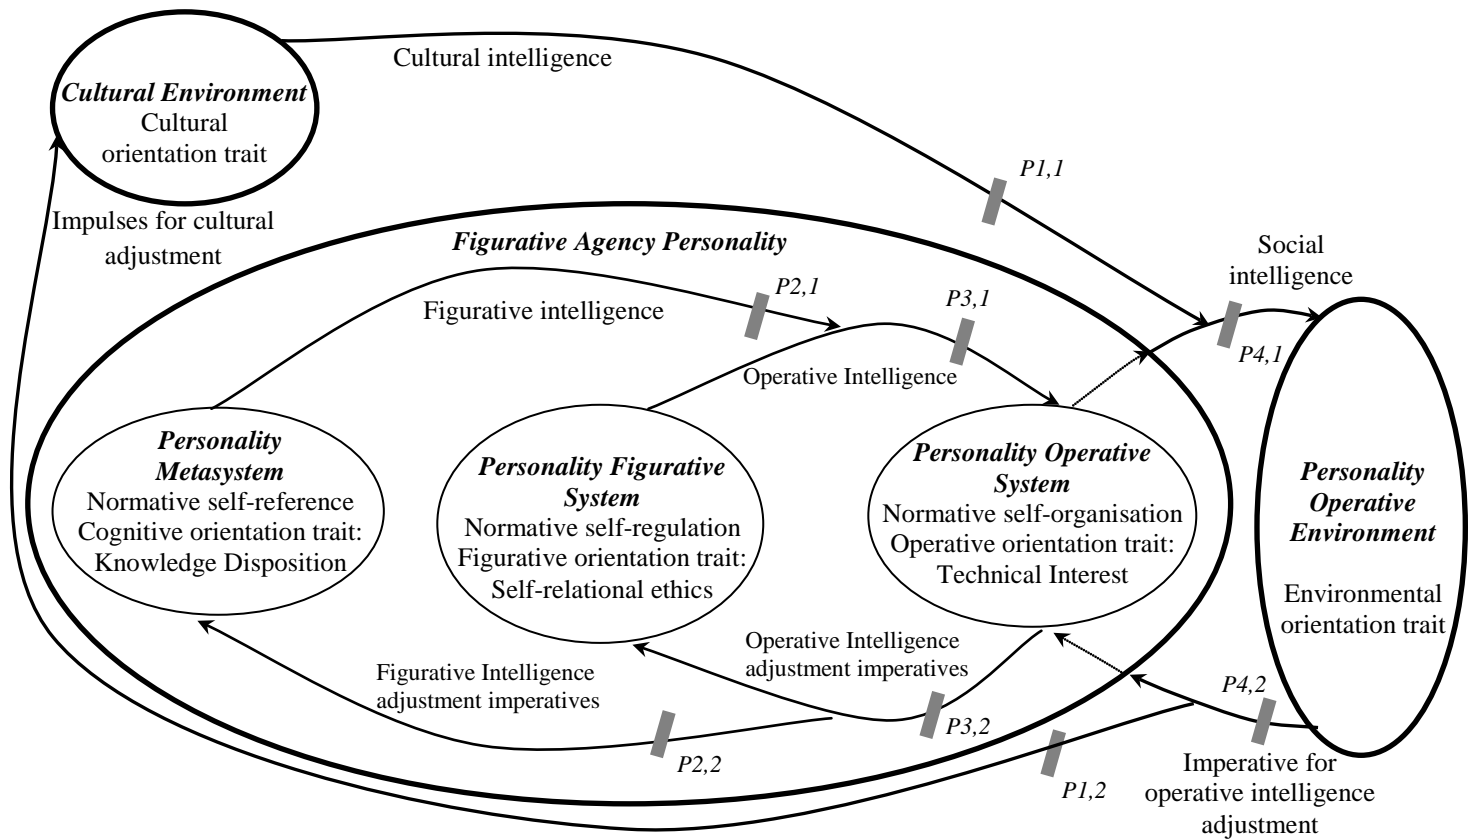 Cultural intelligence
Cultural Environment
Cultural
orientation trait
P1,1
Impulses for cultural
adjustment
Figurative Agency Personality
Social
intelligence
P2,1
P3,1
Figurative intelligence
P4,1
Operative Intelligence
Personality
Metasystem
Normative self-reference
Cognitive orientation trait:
Knowledge Disposition
Personality Figurative
System
Normative self-regulation
Figurative orientation trait:
Self-relational ethics
Personality Operative
System
Normative self-organisation
Operative orientation trait:
Technical Interest
Personality
Operative
Environment
Environmental
orientation trait
Operative Intelligence
adjustment imperatives
Figurative Intelligence
adjustment imperatives
P4,2
P3,2
P2,2
P1,2
Imperative for
operative intelligence
adjustment